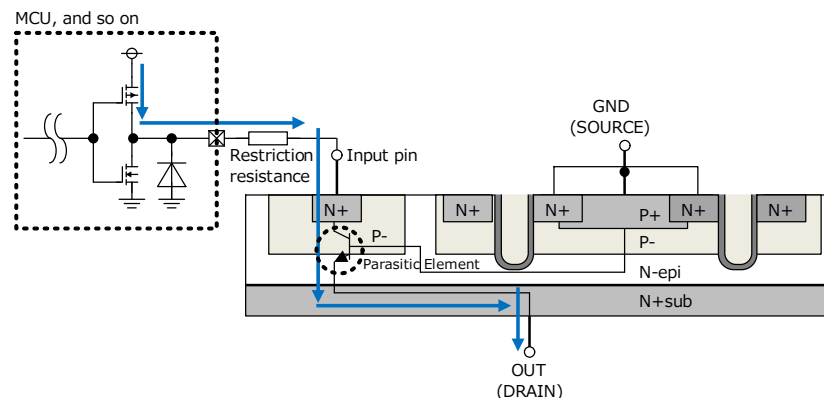 MCU, and so on
GND
(SOURCE)
Restriction
resistance
Input pin
N+
N+
N+
P+
N+
N+
P-
P-
Parasitic Element
N-epi
N+sub
OUT
(DRAIN)